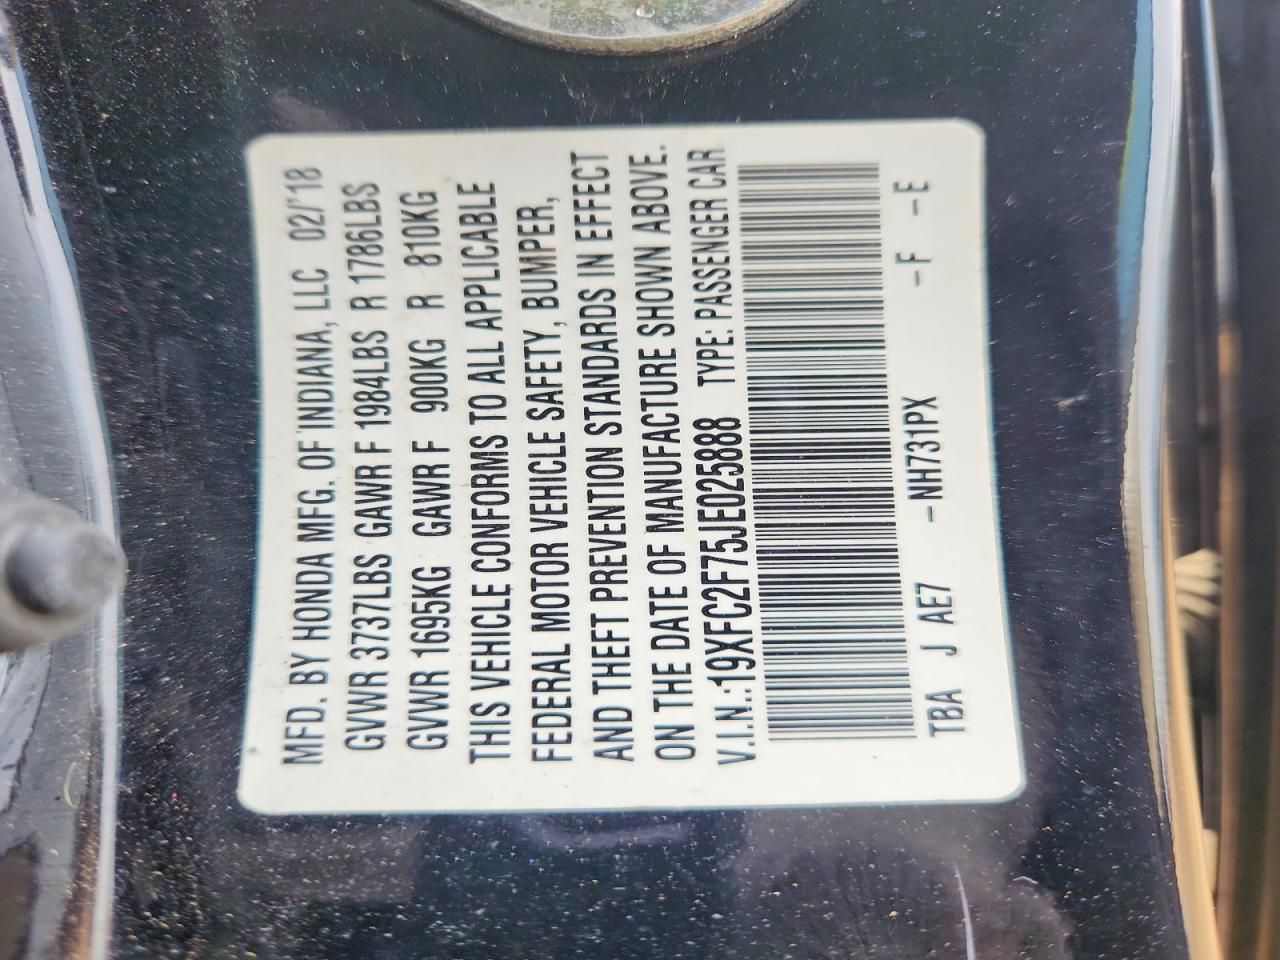 MFD. BY HONDA MFG. OF INDIANA, LLC 02/'18
GVWR 3737LBS GAWR F 1984LBS R 1786LBS
GVWR 1695KG GAWR F 900KG R 810KG
THIS VEHICLE CONFORMS TO ALL APPLICABLE
FEDERAL MOTOR VEHICLE SAFETY, BUMPER,
AND THEFT PREVENTION STANDARDS IN EFFECT
ON THE DATE OF MANUFACTURE SHOWN ABOVE.
V.I.N.:19XFC2F75JE025888 TYPE: PASSENGER CAR
TBA J AE7 -NH731PX -F -E